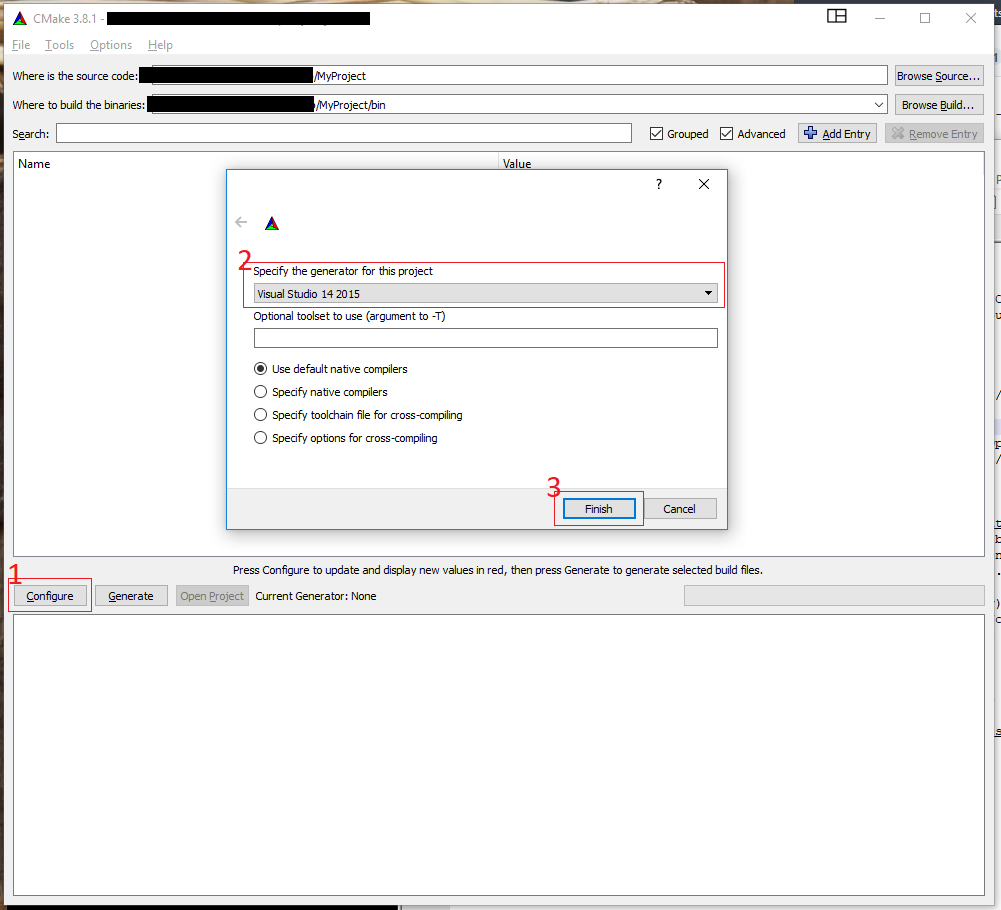 CMake 3.8.1 -
File Tools Options Help
Where is the source code: /MyProject Browse Source...
Where to build the binaries: /MyProject/bin Browse Build...
Search: Grouped Advanced Add Entry Remove Entry
Name Value
?
2
Specify the generator for this project
Visual Studio 14 2015
Optional toolset to use (argument to -T)
Use default native compilers
Specify native compilers
Specify toolchain file for cross-compiling
Specify options for cross-compiling
3
Finish Cancel
Press Configure to update and display new values in red, then press Generate to generate selected build files.
1
Configure Generate Open Project Current Generator: None